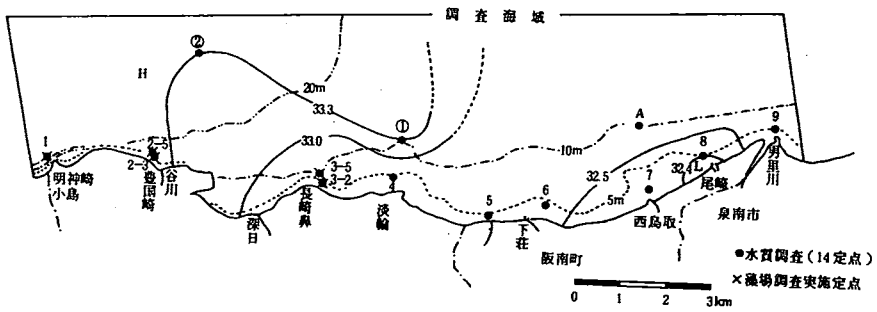 調査海域
②
H
20m
33.3
①
A
9
1
2-5
2-3
33.0
10m
8
3-5
3-2
4
32.5
7
32.4
L
明神崎
小島
豊国崎
谷川
長崎鼻
淡輪
5
6
5m
尾崎
男里川
深日
下荘
西鳥取
泉南市
阪南町
●水質調査(14定点)
×藻場調査実施定点
0 1 2 3km